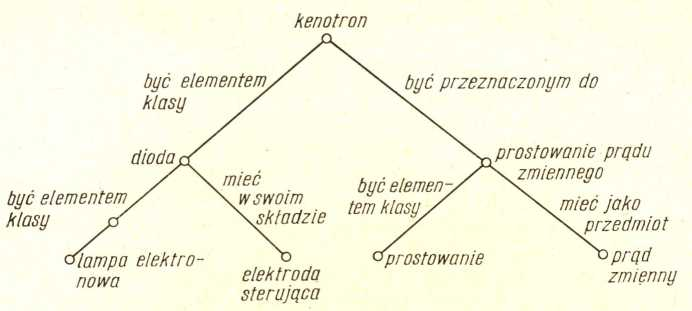 kenotron
być elementem
klasy
być przeznaczonym do
dioda
prostowanie prądu
zmiennego
być elementem
klasy
mieć
w swoim
składzie
być elemen-
tem klasy
mieć jako
przedmiot
lampa elektro-
nowa
elektroda
sterująca
prostowanie
prąd
zmienny